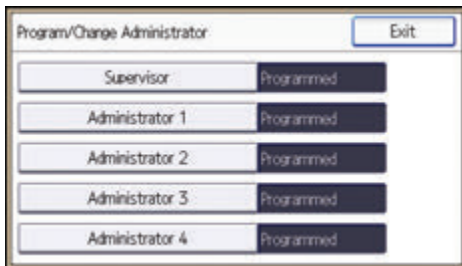 Program/Change Administrator Exit
Supervisor Programmed
Administrator 1 Programmed
Administrator 2 Programmed
Administrator 3 Programmed
Administrator 4 Programmed